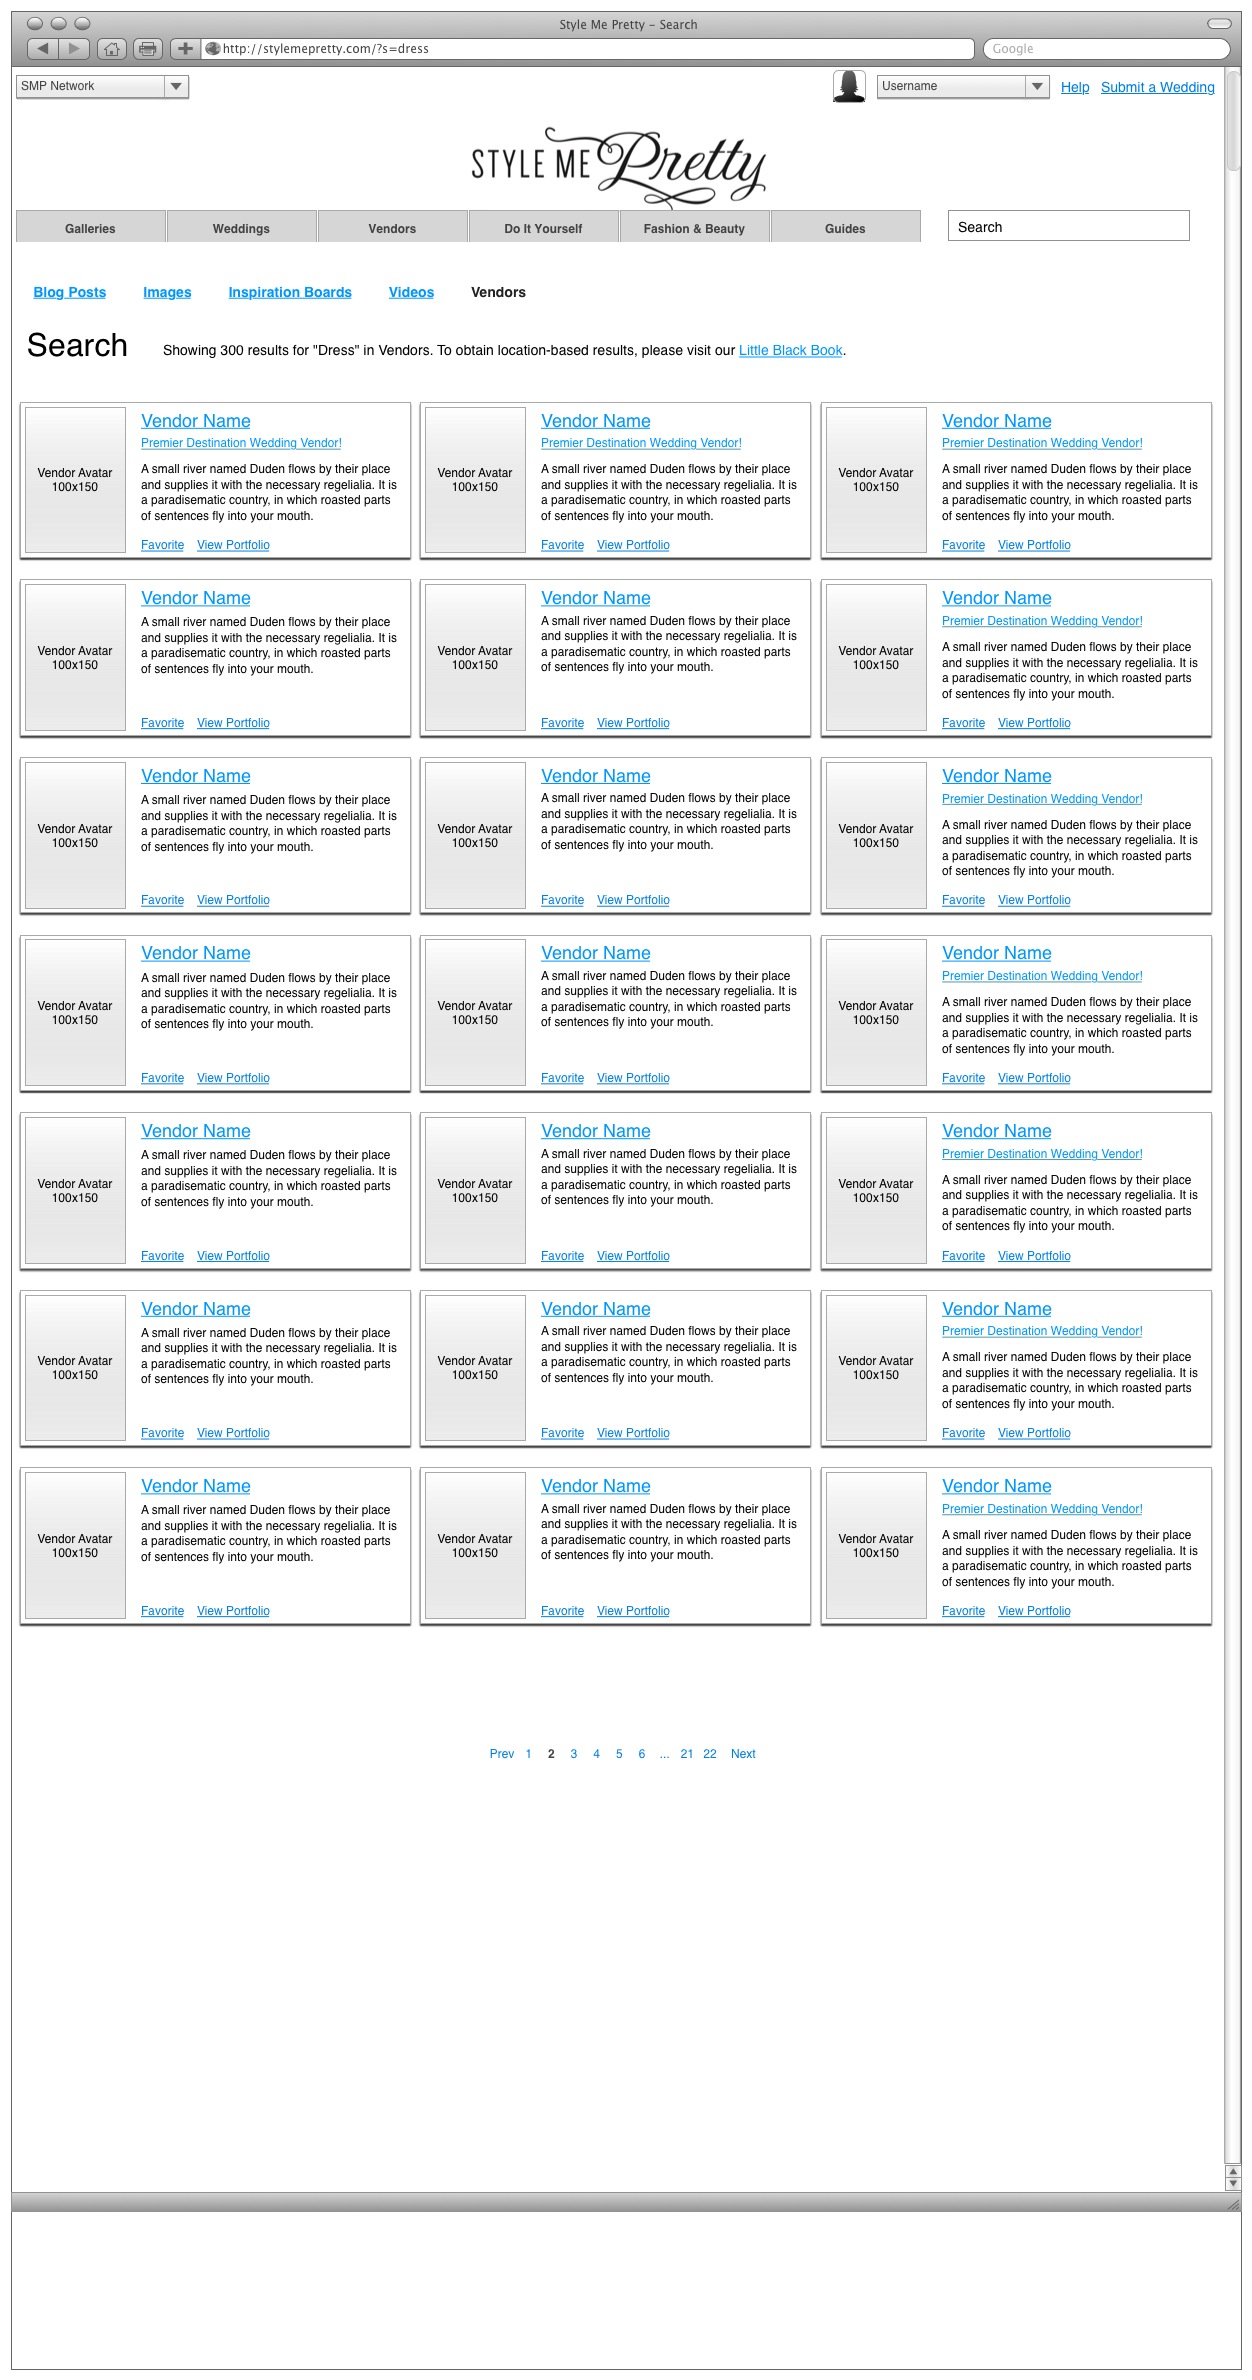 Style Me Pretty – Search
http://stylemepretty.com/?s=dress
Google
SMP Network
Username
Help Submit a Wedding
STYLE ME Pretty
Galleries Weddings Vendors Do It Yourself Fashion & Beauty Guides
Search
Blog Posts Images Inspiration Boards Videos Vendors
Search
Showing 300 results for "Dress" in Vendors. To obtain location-based results, please visit our Little Black Book.
Vendor Avatar
100x150
Vendor Name
Premier Destination Wedding Vendor!
A small river named Duden flows by their place
and supplies it with the necessary regelialia. It is
a paradisematic country, in which roasted parts
of sentences fly into your mouth.
Favorite View Portfolio
Vendor Avatar
100x150
Vendor Name
Premier Destination Wedding Vendor!
A small river named Duden flows by their place
and supplies it with the necessary regelialia. It is
a paradisematic country, in which roasted parts
of sentences fly into your mouth.
Favorite View Portfolio
Vendor Avatar
100x150
Vendor Name
Premier Destination Wedding Vendor!
A small river named Duden flows by their place
and supplies it with the necessary regelialia. It is
a paradisematic country, in which roasted parts
of sentences fly into your mouth.
Favorite View Portfolio
Vendor Avatar
100x150
Vendor Name
A small river named Duden flows by their place
and supplies it with the necessary regelialia. It is
a paradisematic country, in which roasted parts
of sentences fly into your mouth.
Favorite View Portfolio
Vendor Avatar
100x150
Vendor Name
A small river named Duden flows by their place
and supplies it with the necessary regelialia. It is
a paradisematic country, in which roasted parts
of sentences fly into your mouth.
Favorite View Portfolio
Vendor Avatar
100x150
Vendor Name
Premier Destination Wedding Vendor!
A small river named Duden flows by their place
and supplies it with the necessary regelialia. It is
a paradisematic country, in which roasted parts
of sentences fly into your mouth.
Favorite View Portfolio
Vendor Avatar
100x150
Vendor Name
A small river named Duden flows by their place
and supplies it with the necessary regelialia. It is
a paradisematic country, in which roasted parts
of sentences fly into your mouth.
Favorite View Portfolio
Vendor Avatar
100x150
Vendor Name
A small river named Duden flows by their place
and supplies it with the necessary regelialia. It is
a paradisematic country, in which roasted parts
of sentences fly into your mouth.
Favorite View Portfolio
Vendor Avatar
100x150
Vendor Name
Premier Destination Wedding Vendor!
A small river named Duden flows by their place
and supplies it with the necessary regelialia. It is
a paradisematic country, in which roasted parts
of sentences fly into your mouth.
Favorite View Portfolio
Vendor Avatar
100x150
Vendor Name
A small river named Duden flows by their place
and supplies it with the necessary regelialia. It is
a paradisematic country, in which roasted parts
of sentences fly into your mouth.
Favorite View Portfolio
Vendor Avatar
100x150
Vendor Name
A small river named Duden flows by their place
and supplies it with the necessary regelialia. It is
a paradisematic country, in which roasted parts
of sentences fly into your mouth.
Favorite View Portfolio
Vendor Avatar
100x150
Vendor Name
Premier Destination Wedding Vendor!
A small river named Duden flows by their place
and supplies it with the necessary regelialia. It is
a paradisematic country, in which roasted parts
of sentences fly into your mouth.
Favorite View Portfolio
Vendor Avatar
100x150
Vendor Name
A small river named Duden flows by their place
and supplies it with the necessary regelialia. It is
a paradisematic country, in which roasted parts
of sentences fly into your mouth.
Favorite View Portfolio
Vendor Avatar
100x150
Vendor Name
A small river named Duden flows by their place
and supplies it with the necessary regelialia. It is
a paradisematic country, in which roasted parts
of sentences fly into your mouth.
Favorite View Portfolio
Vendor Avatar
100x150
Vendor Name
Premier Destination Wedding Vendor!
A small river named Duden flows by their place
and supplies it with the necessary regelialia. It is
a paradisematic country, in which roasted parts
of sentences fly into your mouth.
Favorite View Portfolio
Vendor Avatar
100x150
Vendor Name
A small river named Duden flows by their place
and supplies it with the necessary regelialia. It is
a paradisematic country, in which roasted parts
of sentences fly into your mouth.
Favorite View Portfolio
Vendor Avatar
100x150
Vendor Name
A small river named Duden flows by their place
and supplies it with the necessary regelialia. It is
a paradisematic country, in which roasted parts
of sentences fly into your mouth.
Favorite View Portfolio
Vendor Avatar
100x150
Vendor Name
Premier Destination Wedding Vendor!
A small river named Duden flows by their place
and supplies it with the necessary regelialia. It is
a paradisematic country, in which roasted parts
of sentences fly into your mouth.
Favorite View Portfolio
Vendor Avatar
100x150
Vendor Name
A small river named Duden flows by their place
and supplies it with the necessary regelialia. It is
a paradisematic country, in which roasted parts
of sentences fly into your mouth.
Favorite View Portfolio
Vendor Avatar
100x150
Vendor Name
A small river named Duden flows by their place
and supplies it with the necessary regelialia. It is
a paradisematic country, in which roasted parts
of sentences fly into your mouth.
Favorite View Portfolio
Vendor Avatar
100x150
Vendor Name
Premier Destination Wedding Vendor!
A small river named Duden flows by their place
and supplies it with the necessary regelialia. It is
a paradisematic country, in which roasted parts
of sentences fly into your mouth.
Favorite View Portfolio
Prev 1 2 3 4 5 6 ... 21 22 Next